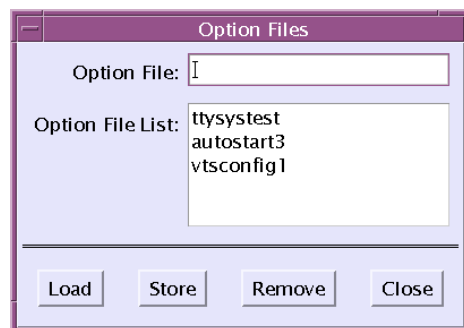 Option Files
Option File:
Option File List:
ttysystest
autostart3
vtsconfig1
Load Store Remove Close